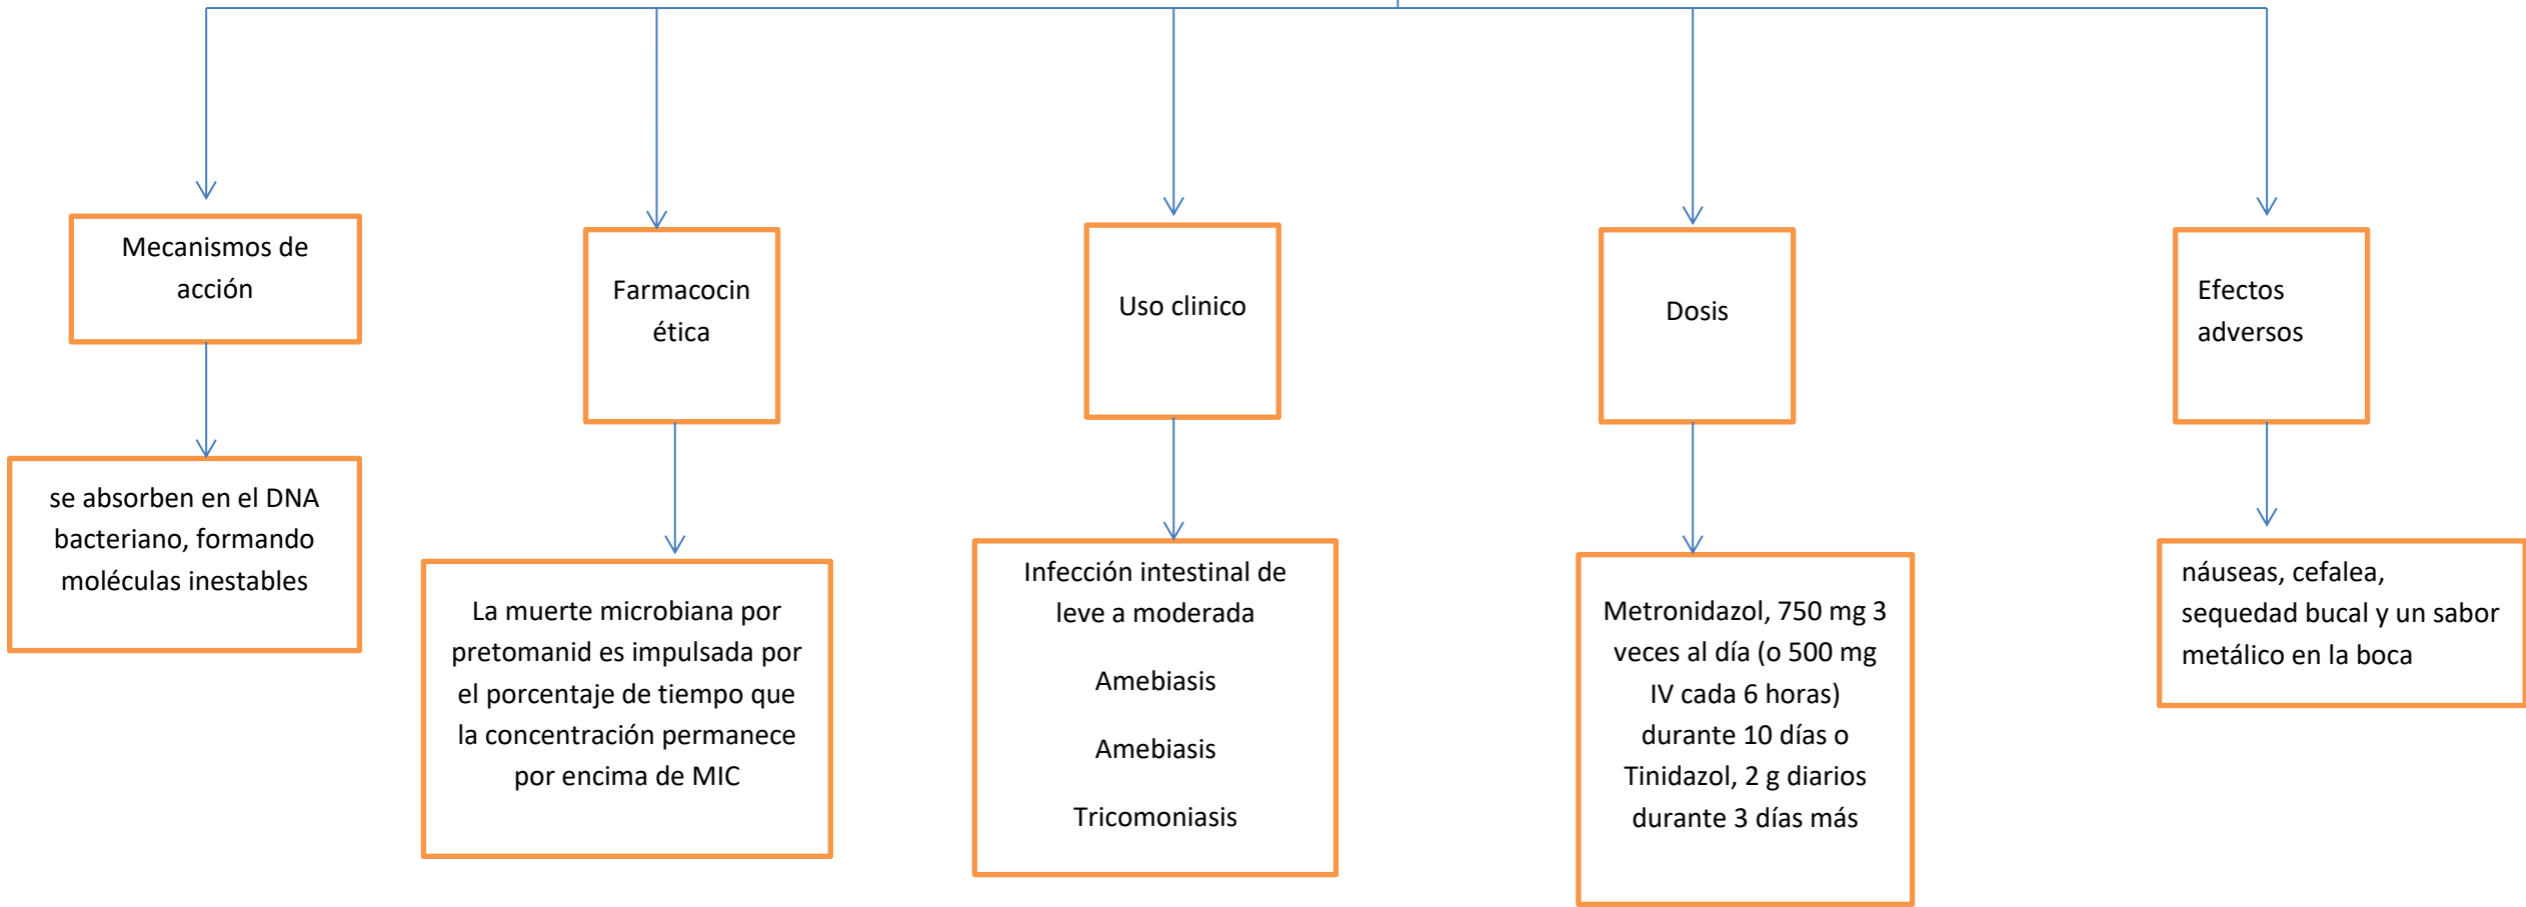 Mecanismos de
acción
Farmacocin
ética
Uso clinico
Dosis
Efectos
adversos
se absorben en el DNA
bacteriano, formando
moléculas inestables
La muerte microbiana por
pretomanid es impulsada por
el porcentaje de tiempo que
la concentración permanece
por encima de MIC
Infección intestinal de
leve a moderada
Amebiasis
Amebiasis
Tricomoniasis
Metronidazol, 750 mg 3
veces al día (o 500 mg
IV cada 6 horas)
durante 10 días o
Tinidazol, 2 g diarios
durante 3 días más
náuseas, cefalea,
sequedad bucal y un sabor
metálico en la boca